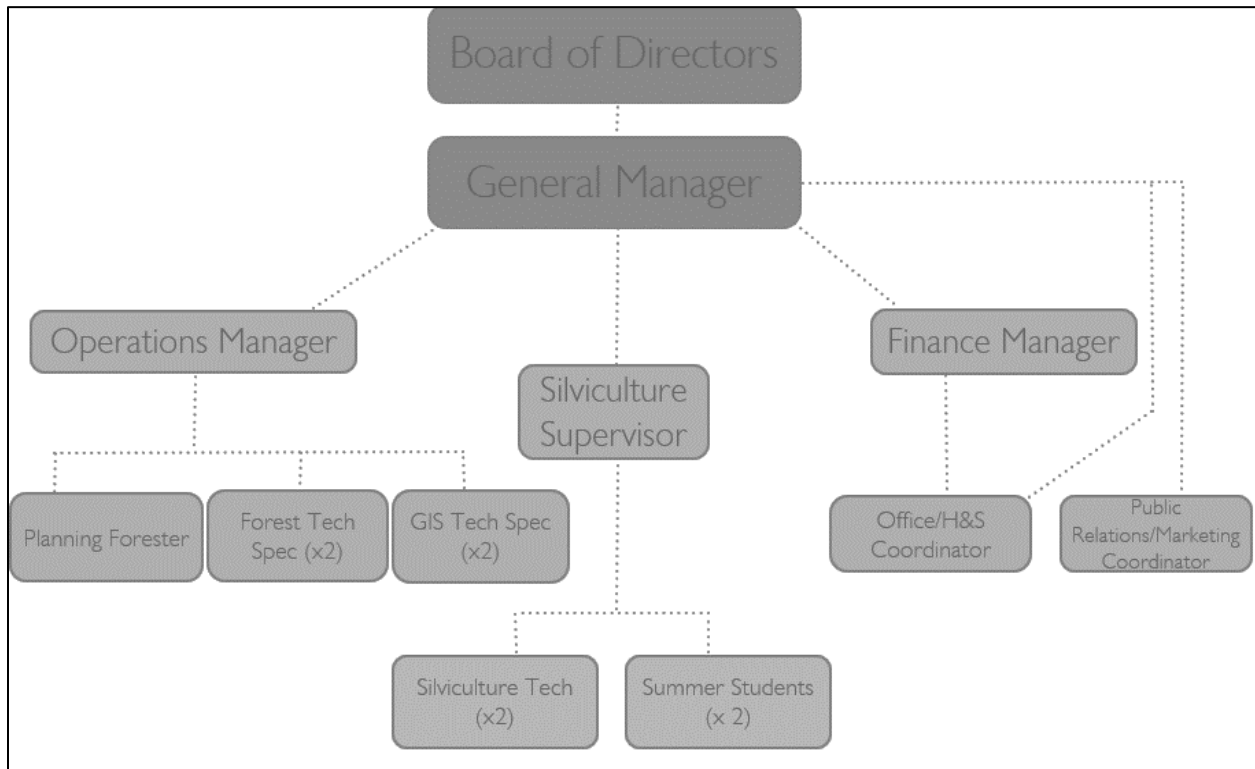 Board of Directors
General Manager
Operations Manager
Finance Manager
Silviculture
Supervisor
Planning Forester
Forest Tech
Spec (x2)
GIS Tech Spec
(x2)
Office/H&S
Coordinator
Public
Relations/Marketing
Coordinator
Silviculture Tech
(x2)
Summer Students
(x 2)